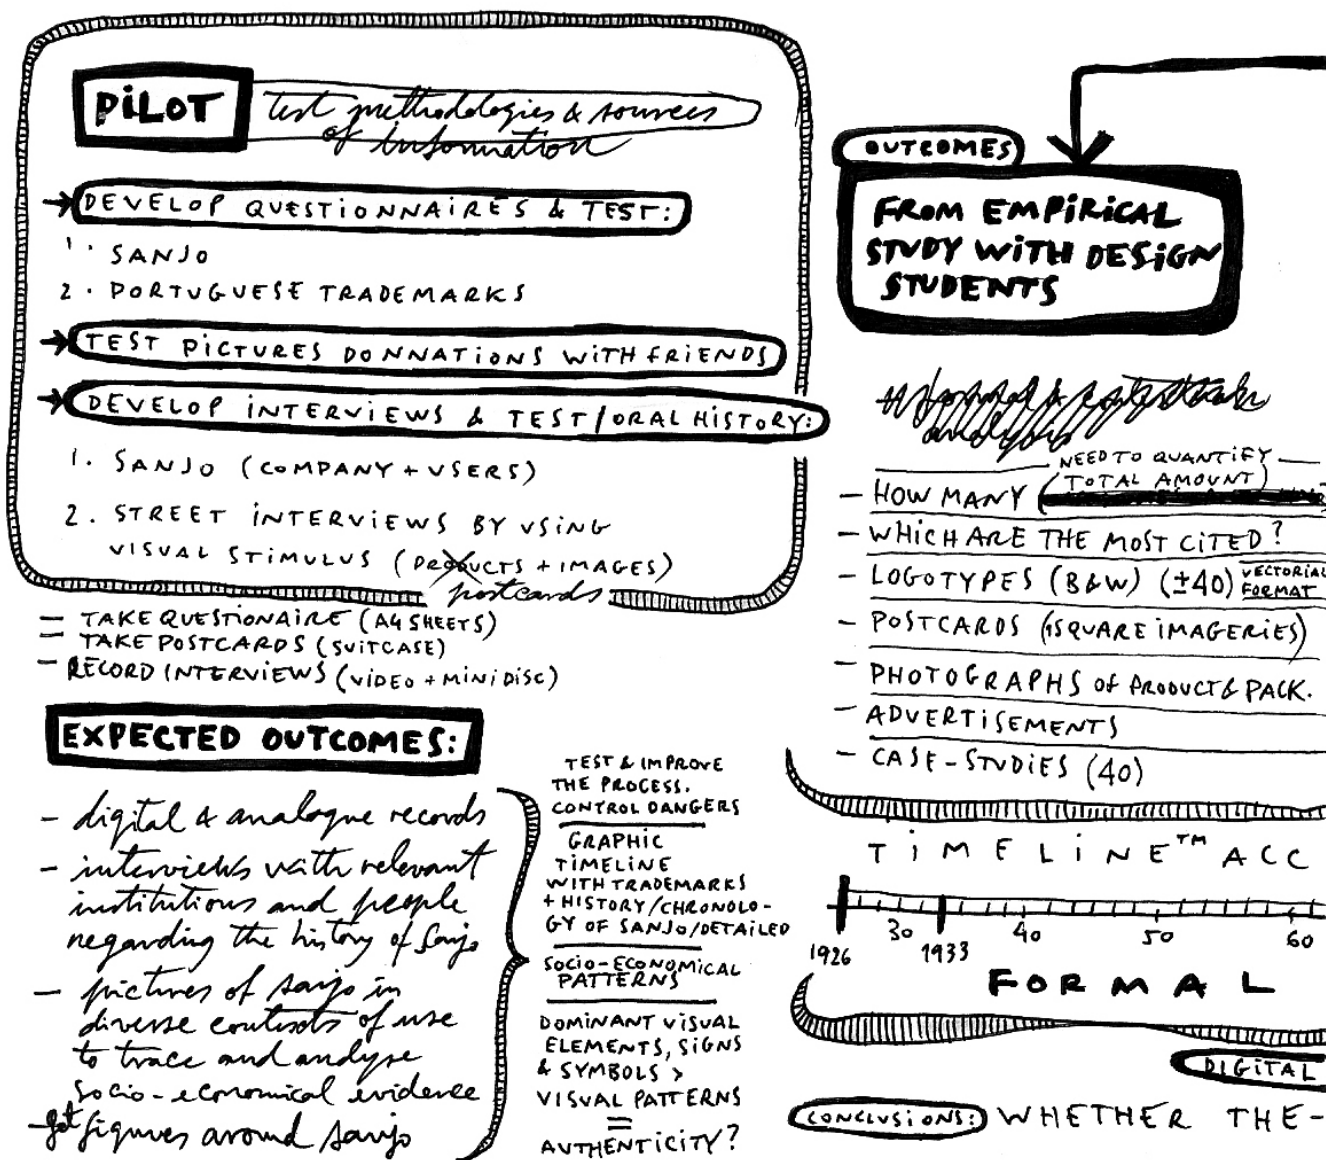 PiLOT
test methodologies & sources
of information
DEVELOP QUESTIONNAIRES & TEST:
1. SANJO
2. PORTUGUESE TRADEMARKS
TEST PiCTURES DONNATIONS WiTH FRiENDS
DEVELOP iNTERViEWS & TEST/ORAL HiSTORY:
1. SANJO (COMPANY + USERS)
2. STREET iNTERViEWS BY USING
VISUAL STiMULUS (PRODUCTS + IMAGES)
postcards
– TAKE QUESTiONAiRE (A4 SHEETS)
– TAKE POSTCARDS (SUiTCASE)
– RECORD INTERViEWS (ViDEO + MiNiDiSC)
EXPECTED OUTCOMES:
– digital & analogue records
– interviews with relevant
institutions and people
regarding the history of Sanjo
– pictures of sanjo in
diverse contexts of use
to trace and analyse
socio-economical evidence
– get figures around sanjo
TEST & IMPROVE
THE PROCESS.
CONTROL DANGERS
GRAPHiC
TiMELiNE
WiTH TRADEMARKS
+ HiSTORY/CHRONOLO-
GY OF SANJO/DETAiLED
SOCiO-ECONOMiCAL
PATTERNS
DOMiNANT ViSUAL
ELEMENTS, SiGNS
& SYMBOLS >
ViSUAL PATTERNS
=
AUTHENTiCiTY?
OUTCOMES
FROM EMPiRiCAL
STUDY WiTH DESiGN
STUDENTS
NEED TO QUANTiFY
– HOW MANY (TOTAL AMOUNT)
– WHiCH ARE THE MOST CiTED?
– LOGOTYPES (B&W) (±40) VECTORiAL
FORMAT
– POSTCARDS (15 SQUARE iMAGERiES)
– PHOTOGRAPHS of PRODUCT & PACK.
– ADVERTiSEMENTS
– CASE-STUDiES (40)
TiMELiNE™ ACC
1926 30 1933 40 50 60
FORMAL
DiGiTAL
CONCLUSiONS: WHETHER THE-